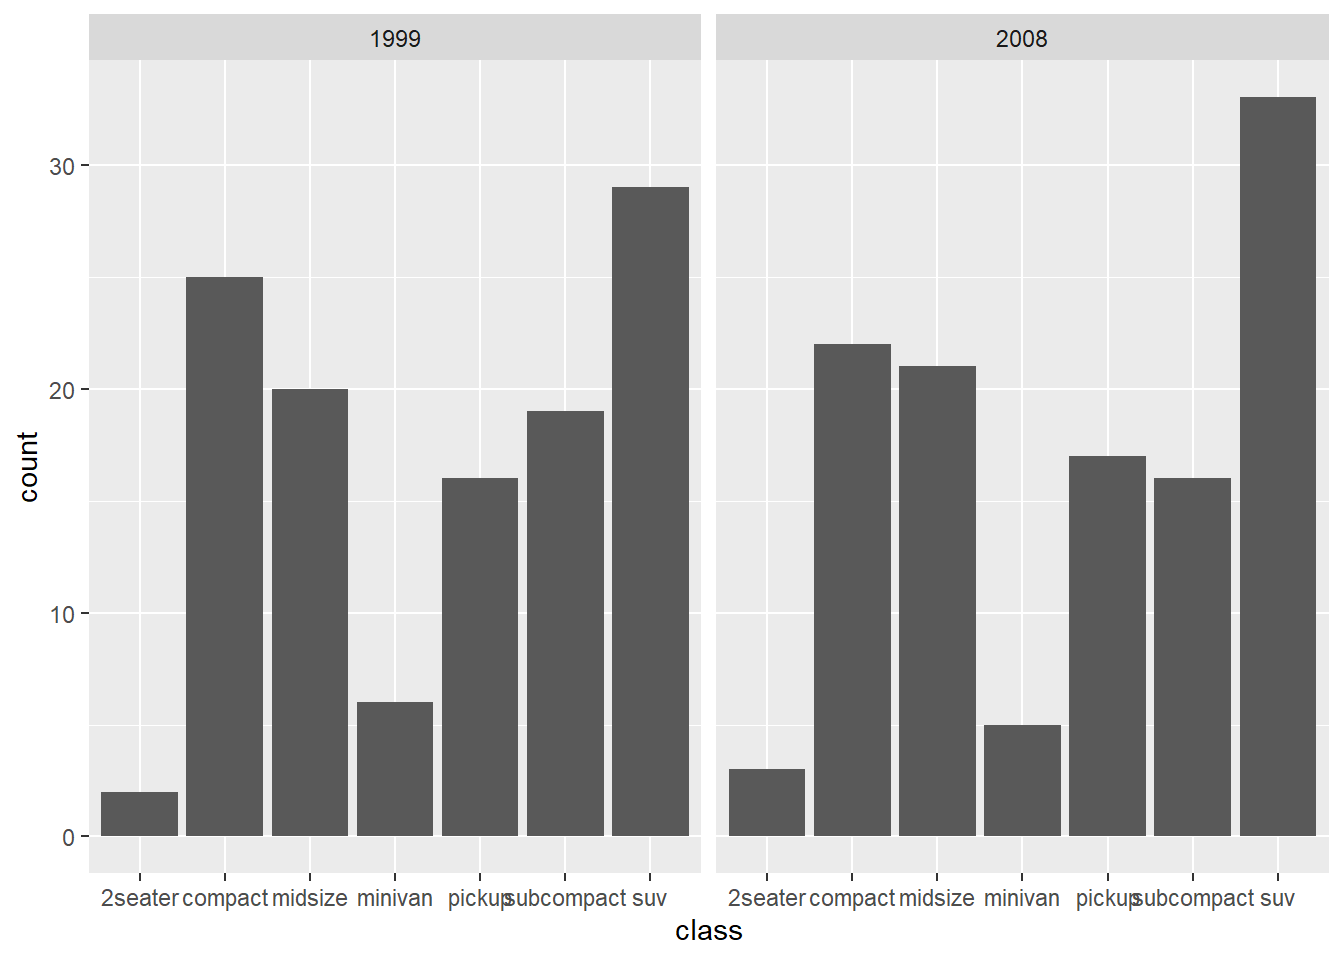 1999 2008
30
20
10
0
count
2seater compact midsize minivan pickup subcompact suv 2seater compact midsize minivan pickup subcompact suv
class